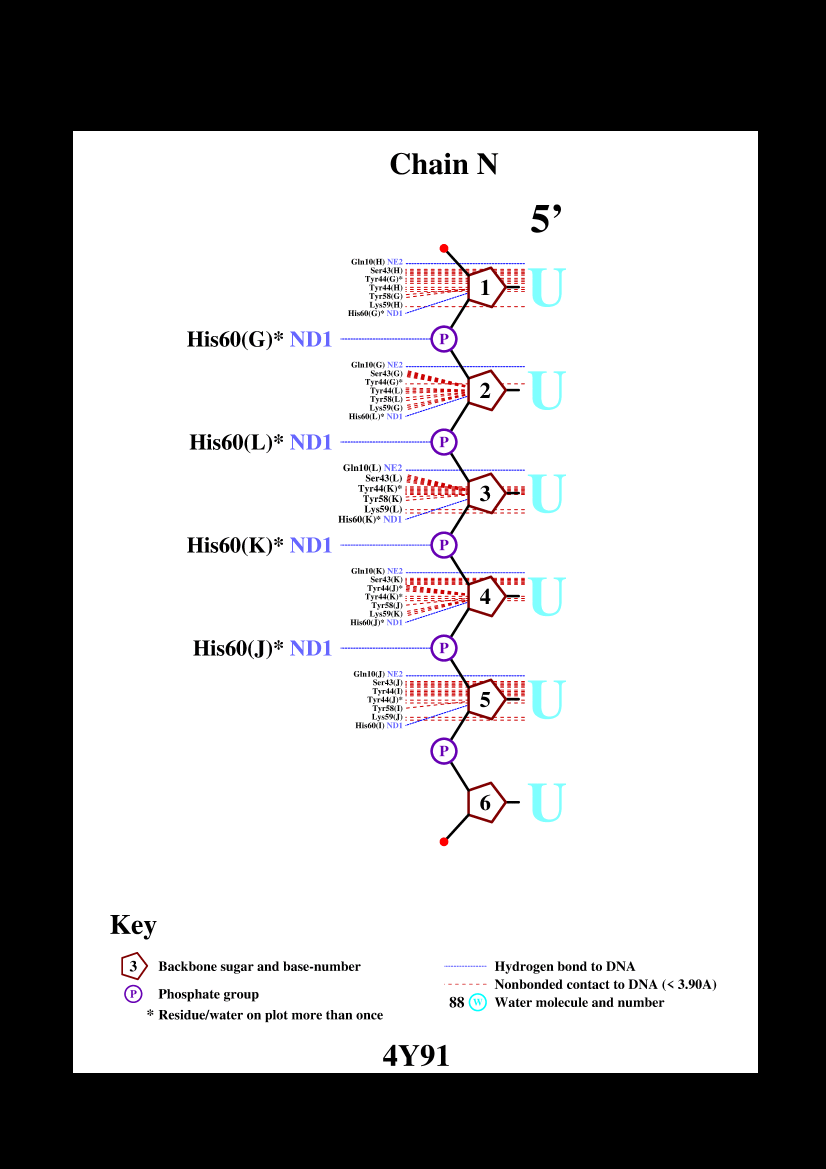 Chain N
5’
Gln10(H) NE2
Ser43(H)
Tyr44(G)*
Tyr44(H)
Tyr58(G)
Lys59(H)
His60(G)* ND1
1
U
His60(G)* ND1
P
Gln10(G) NE2
Ser43(G)
Tyr44(G)*
Tyr44(L)
Tyr58(L)
Lys59(G)
His60(L)* ND1
2
U
His60(L)* ND1
P
Gln10(L) NE2
Ser43(L)
Tyr44(K)*
Tyr58(K)
Lys59(L)
His60(K)* ND1
3
U
His60(K)* ND1
P
Gln10(K) NE2
Ser43(K)
Tyr44(J)*
Tyr44(K)*
Tyr58(J)
Lys59(K)
His60(J)* ND1
4
U
His60(J)* ND1
P
Gln10(J) NE2
Ser43(J)
Tyr44(I)
Tyr44(J)*
Tyr58(I)
Lys59(J)
His60(I) ND1
5
U
P
6
U
Key
3 Backbone sugar and base-number
P Phosphate group
* Residue/water on plot more than once
Hydrogen bond to DNA
Nonbonded contact to DNA (< 3.90A)
88 W Water molecule and number
4Y91